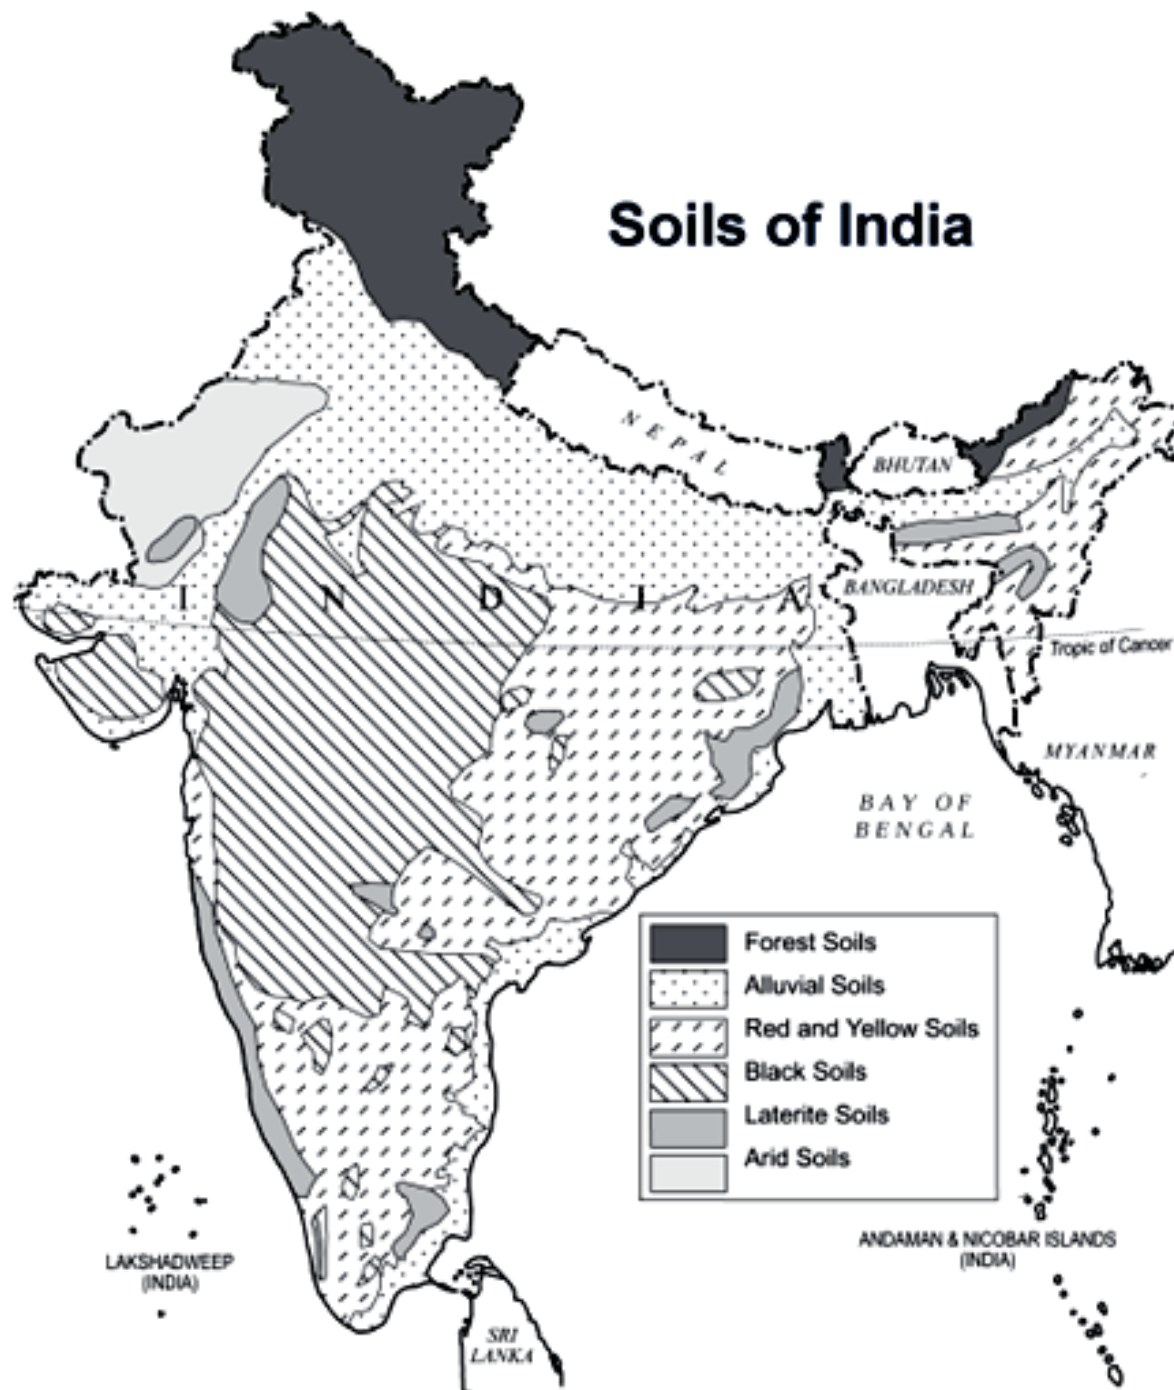 Soils of India
NEPAL
BHUTAN
BANGLADESH
I N D I A
Tropic of Cancer
MYANMAR
BAY OF
BENGAL
Forest Soils
Alluvial Soils
Red and Yellow Soils
Black Soils
Laterite Soils
Arid Soils
LAKSHADWEEP
(INDIA)
ANDAMAN & NICOBAR ISLANDS
(INDIA)
SRI
LANKA